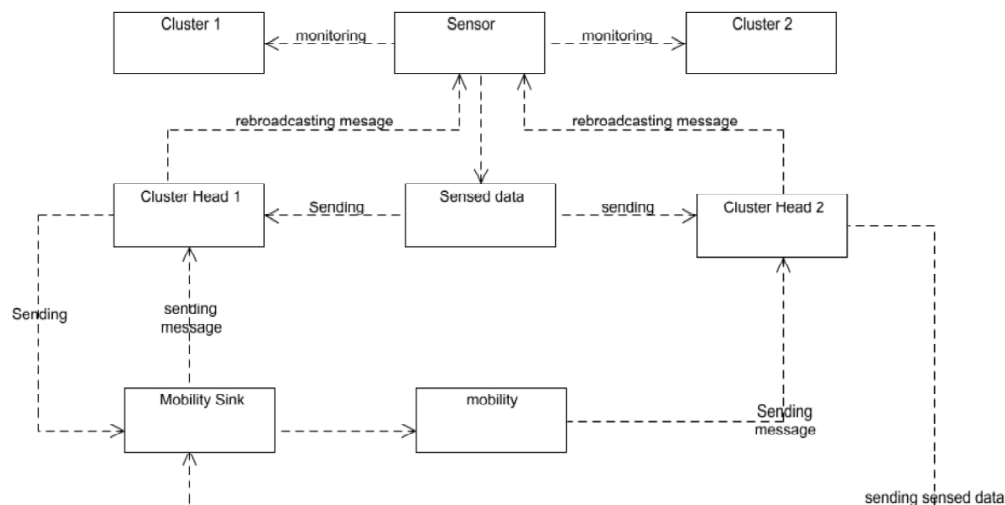 Cluster 1
Sensor
Cluster 2
monitoring
monitoring
rebroadcasting mesage
rebroadcasting message
Cluster Head 1
Sensed data
Cluster Head 2
Sending
sending
Sending
sending
message
Mobility Sink
mobility
Sending
message
sending sensed data